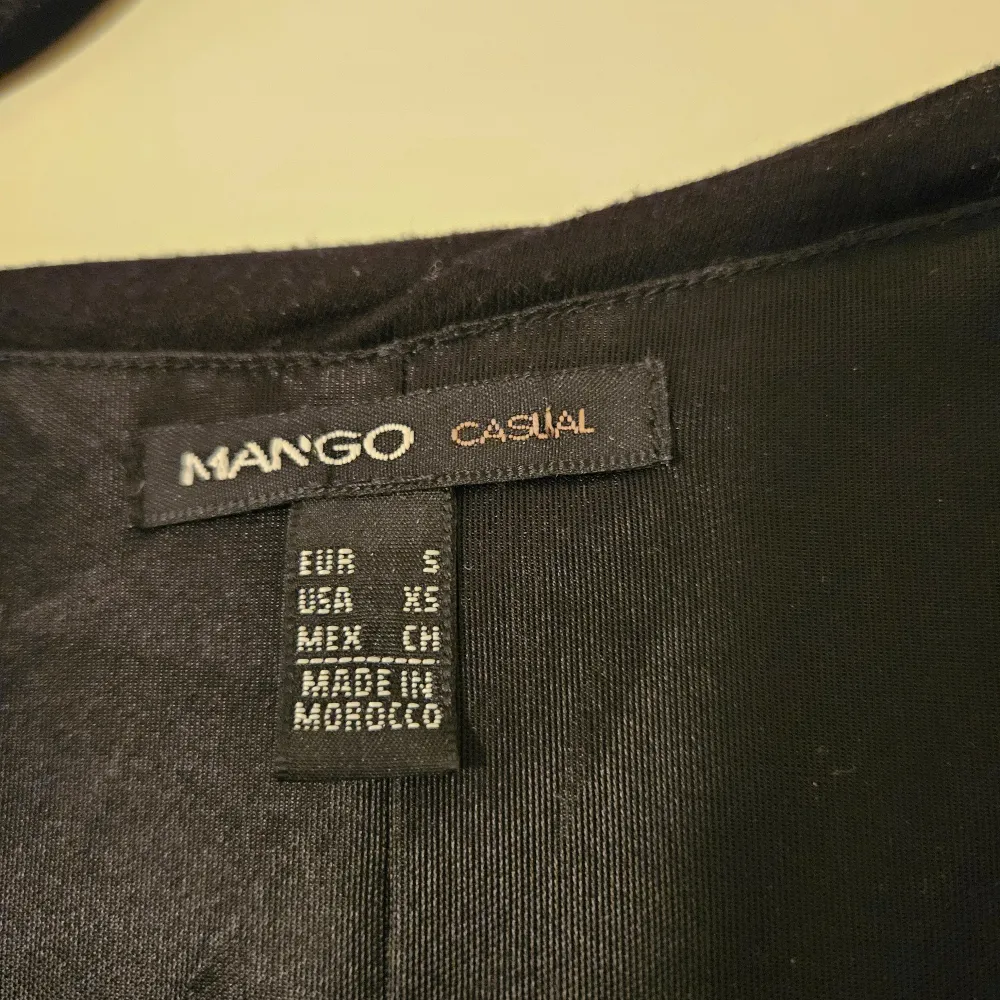 MANGO CASUAL
EUR S
USA XS
MEX CH
MADE IN
MOROCCO